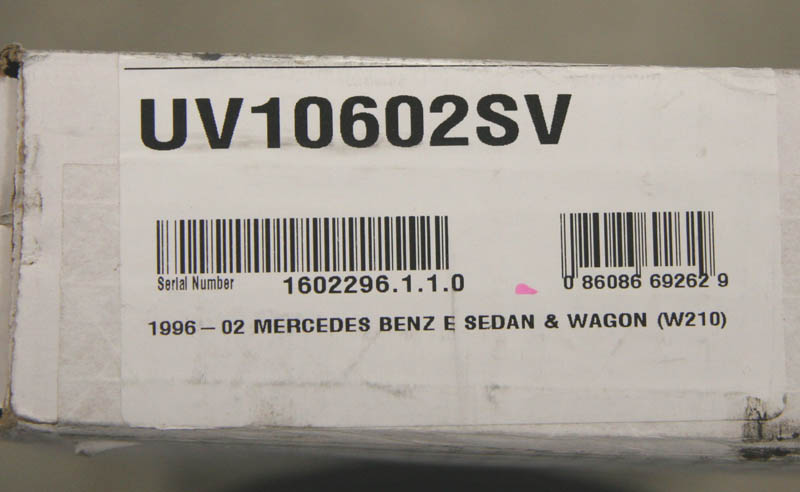 UV10602SV
Serial Number 1602296.1.1.0
0 86086 69262 9
1996-02 MERCEDES BENZ E SEDAN & WAGON (W210)